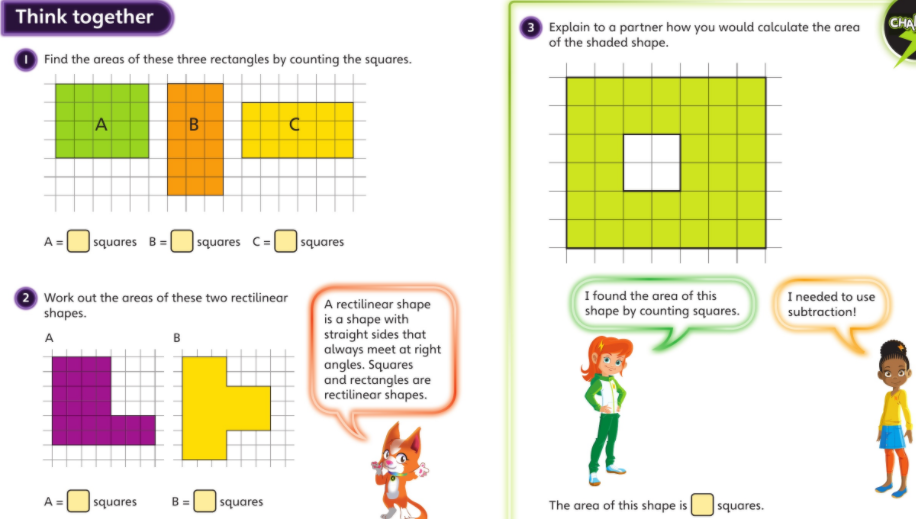 Think together
1 Find the areas of these three rectangles by counting the squares.
A B C
A = squares B = squares C = squares
2 Work out the areas of these two rectilinear
shapes.
A B
A rectilinear shape
is a shape with
straight sides that
always meet at right
angles. Squares
and rectangles are
rectilinear shapes.
A = squares B = squares
3 Explain to a partner how you would calculate the area
of the shaded shape.
I found the area of this
shape by counting squares.
I needed to use
subtraction!
The area of this shape is squares.